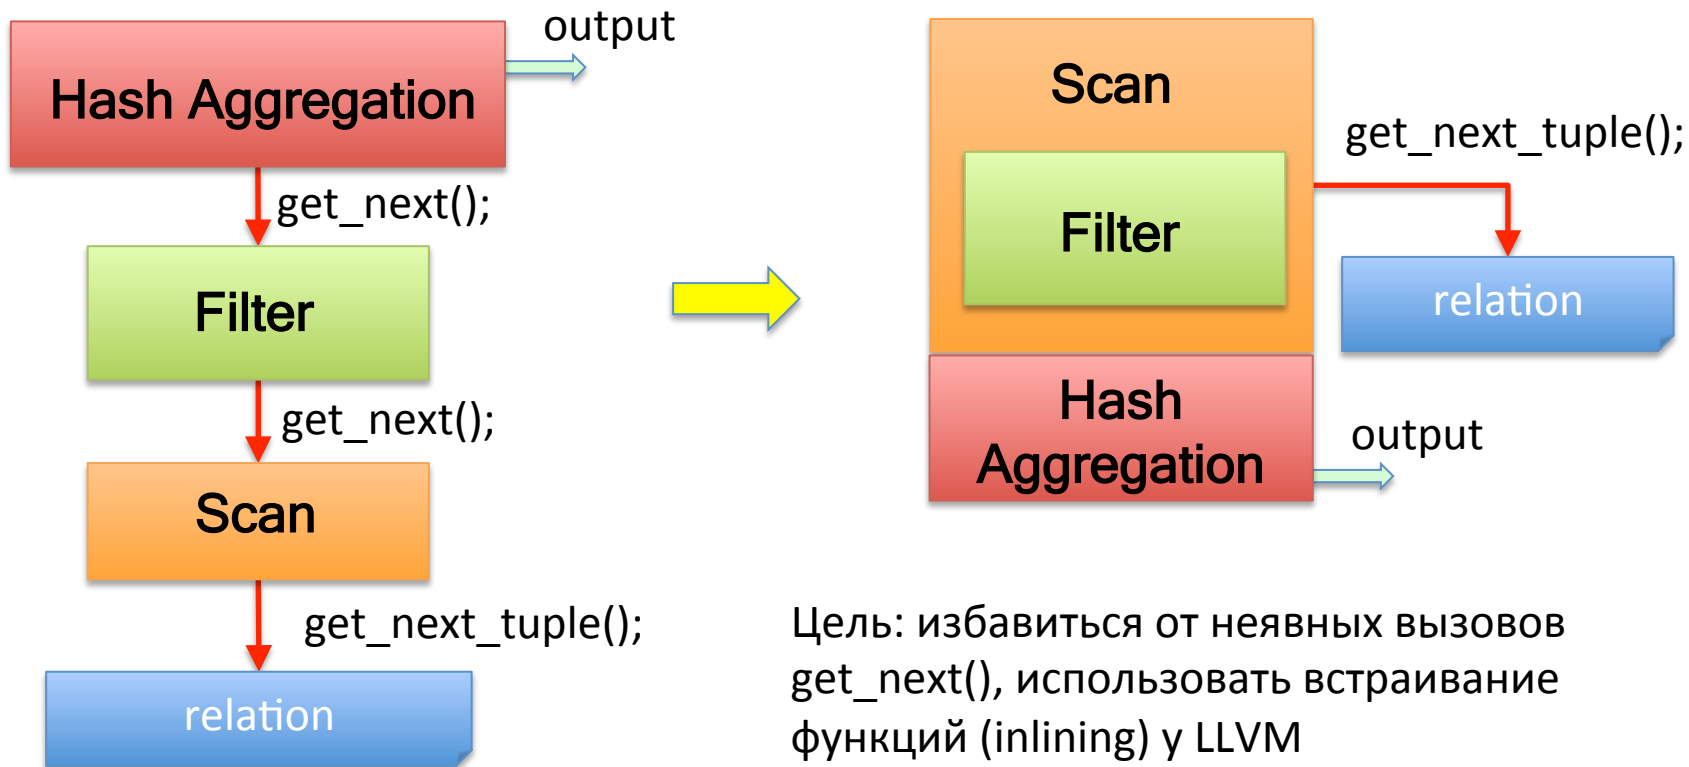 output
Hash Aggregation
get_next();
Filter
get_next();
Scan
get_next_tuple();
relation
Scan
Filter
get_next_tuple();
relation
Hash
Aggregation
output
Цель: избавиться от неявных вызовов
get_next(), использовать встраивание
функций (inlining) у LLVM